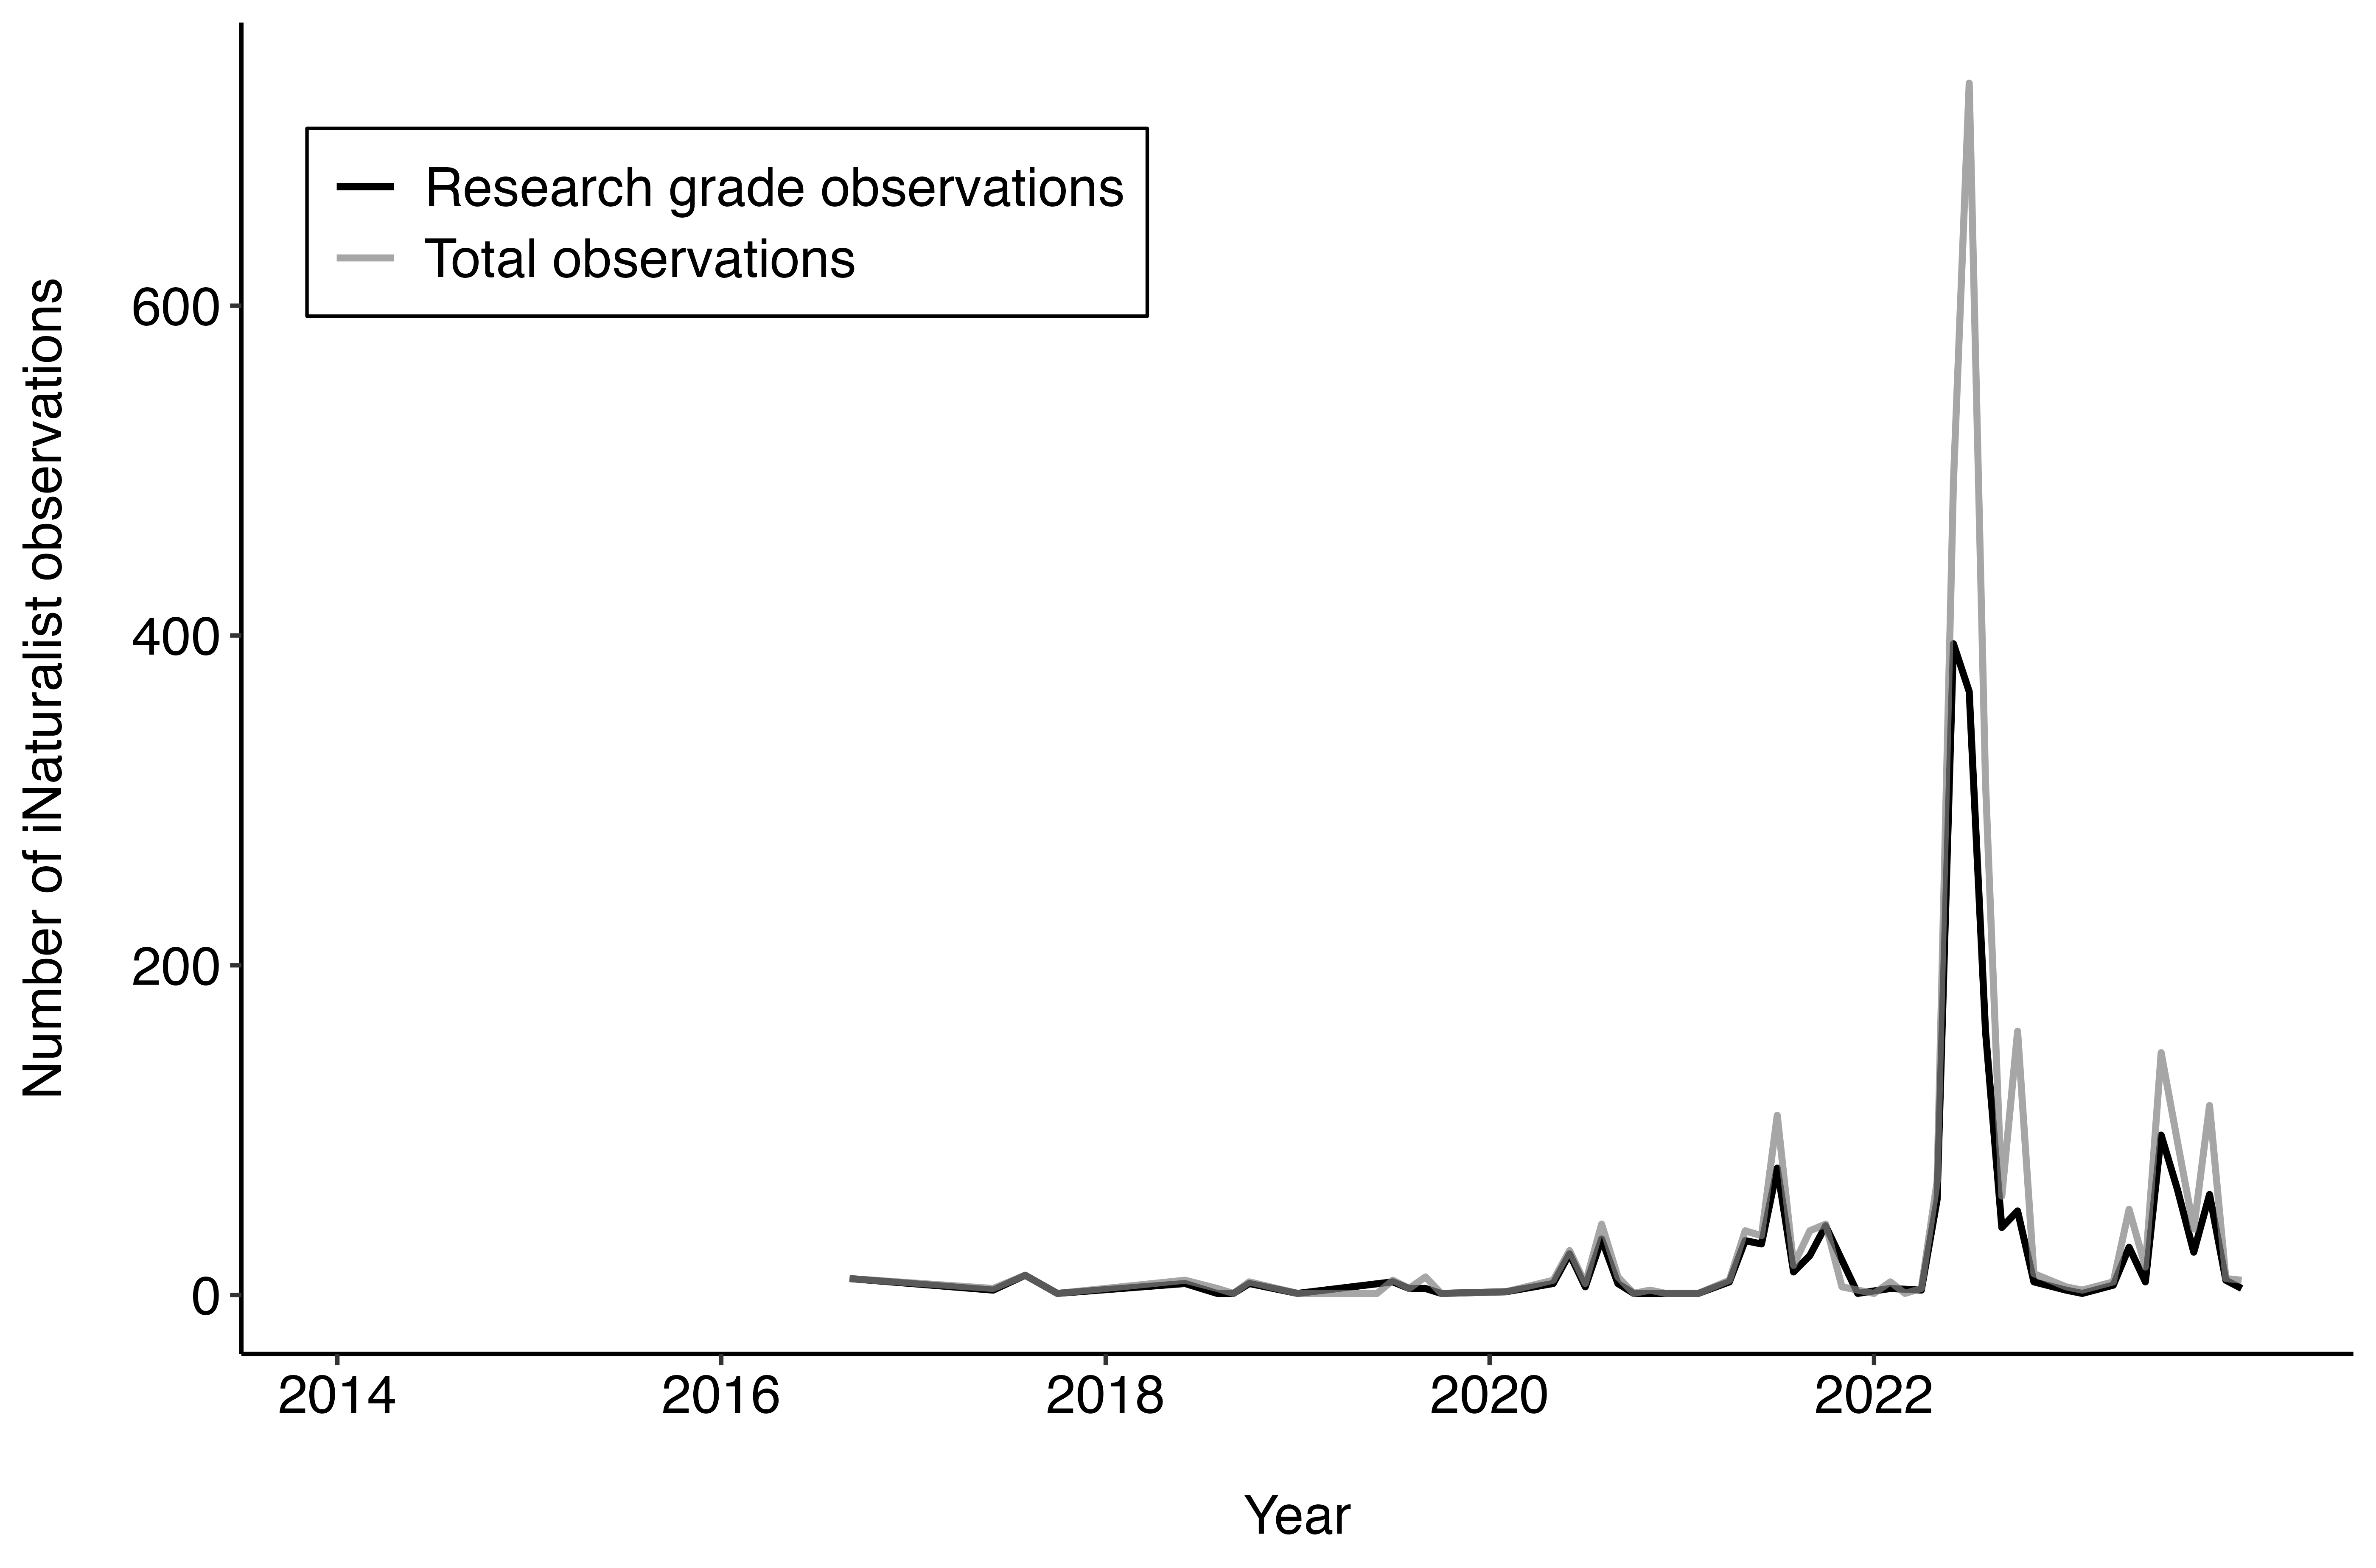 Research grade observations
Total observations
Number of iNaturalist observations
600
400
200
0
2014 2016 2018 2020 2022
Year